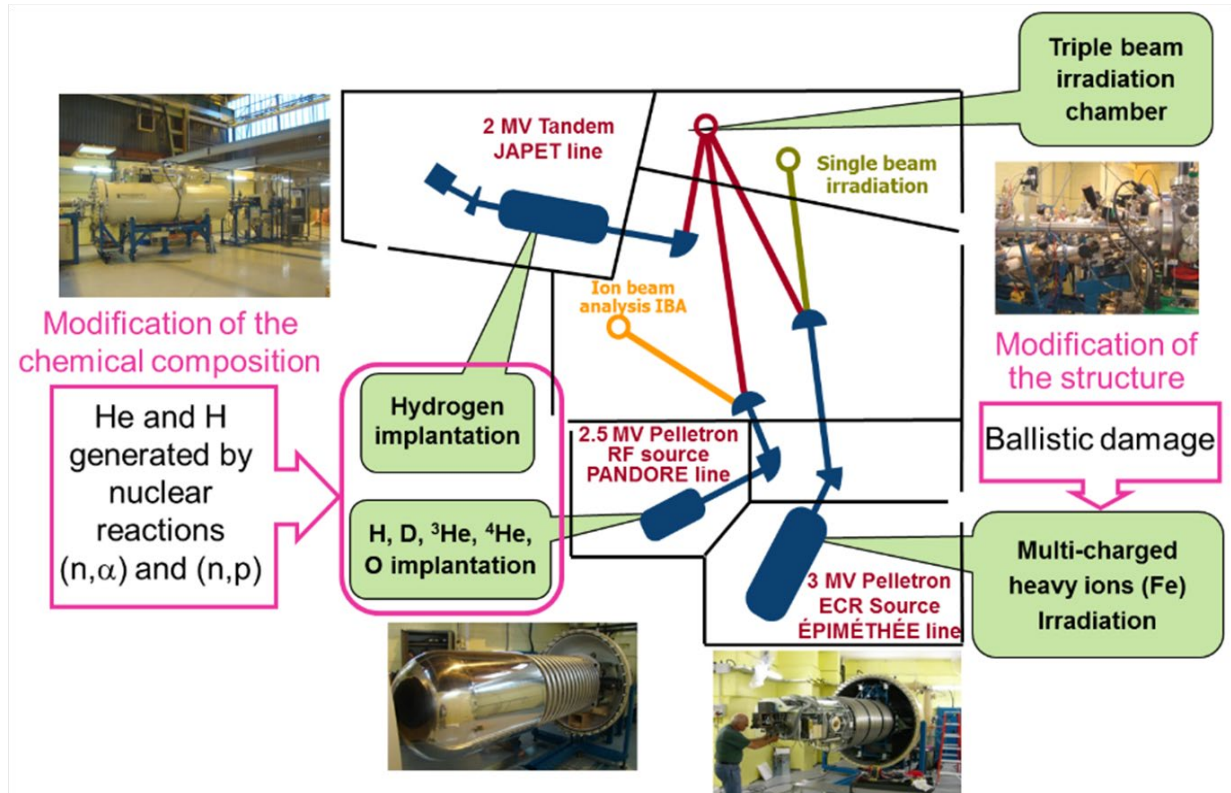 Triple beam
irradiation
chamber
2 MV Tandem
JAPET line
Single beam
irradiation
Ion beam
analysis IBA
Modification of the
chemical composition
He and H
generated by
nuclear
reactions
(n,α) and (n,p)
Hydrogen
implantation
H, D, ³He, ⁴He,
O implantation
2.5 MV Pelletron
RF source
PANDORE line
3 MV Pelletron
ECR Source
ÉPIMÉTHÉE line
Modification of
the structure
Ballistic damage
Multi-charged
heavy ions (Fe)
Irradiation